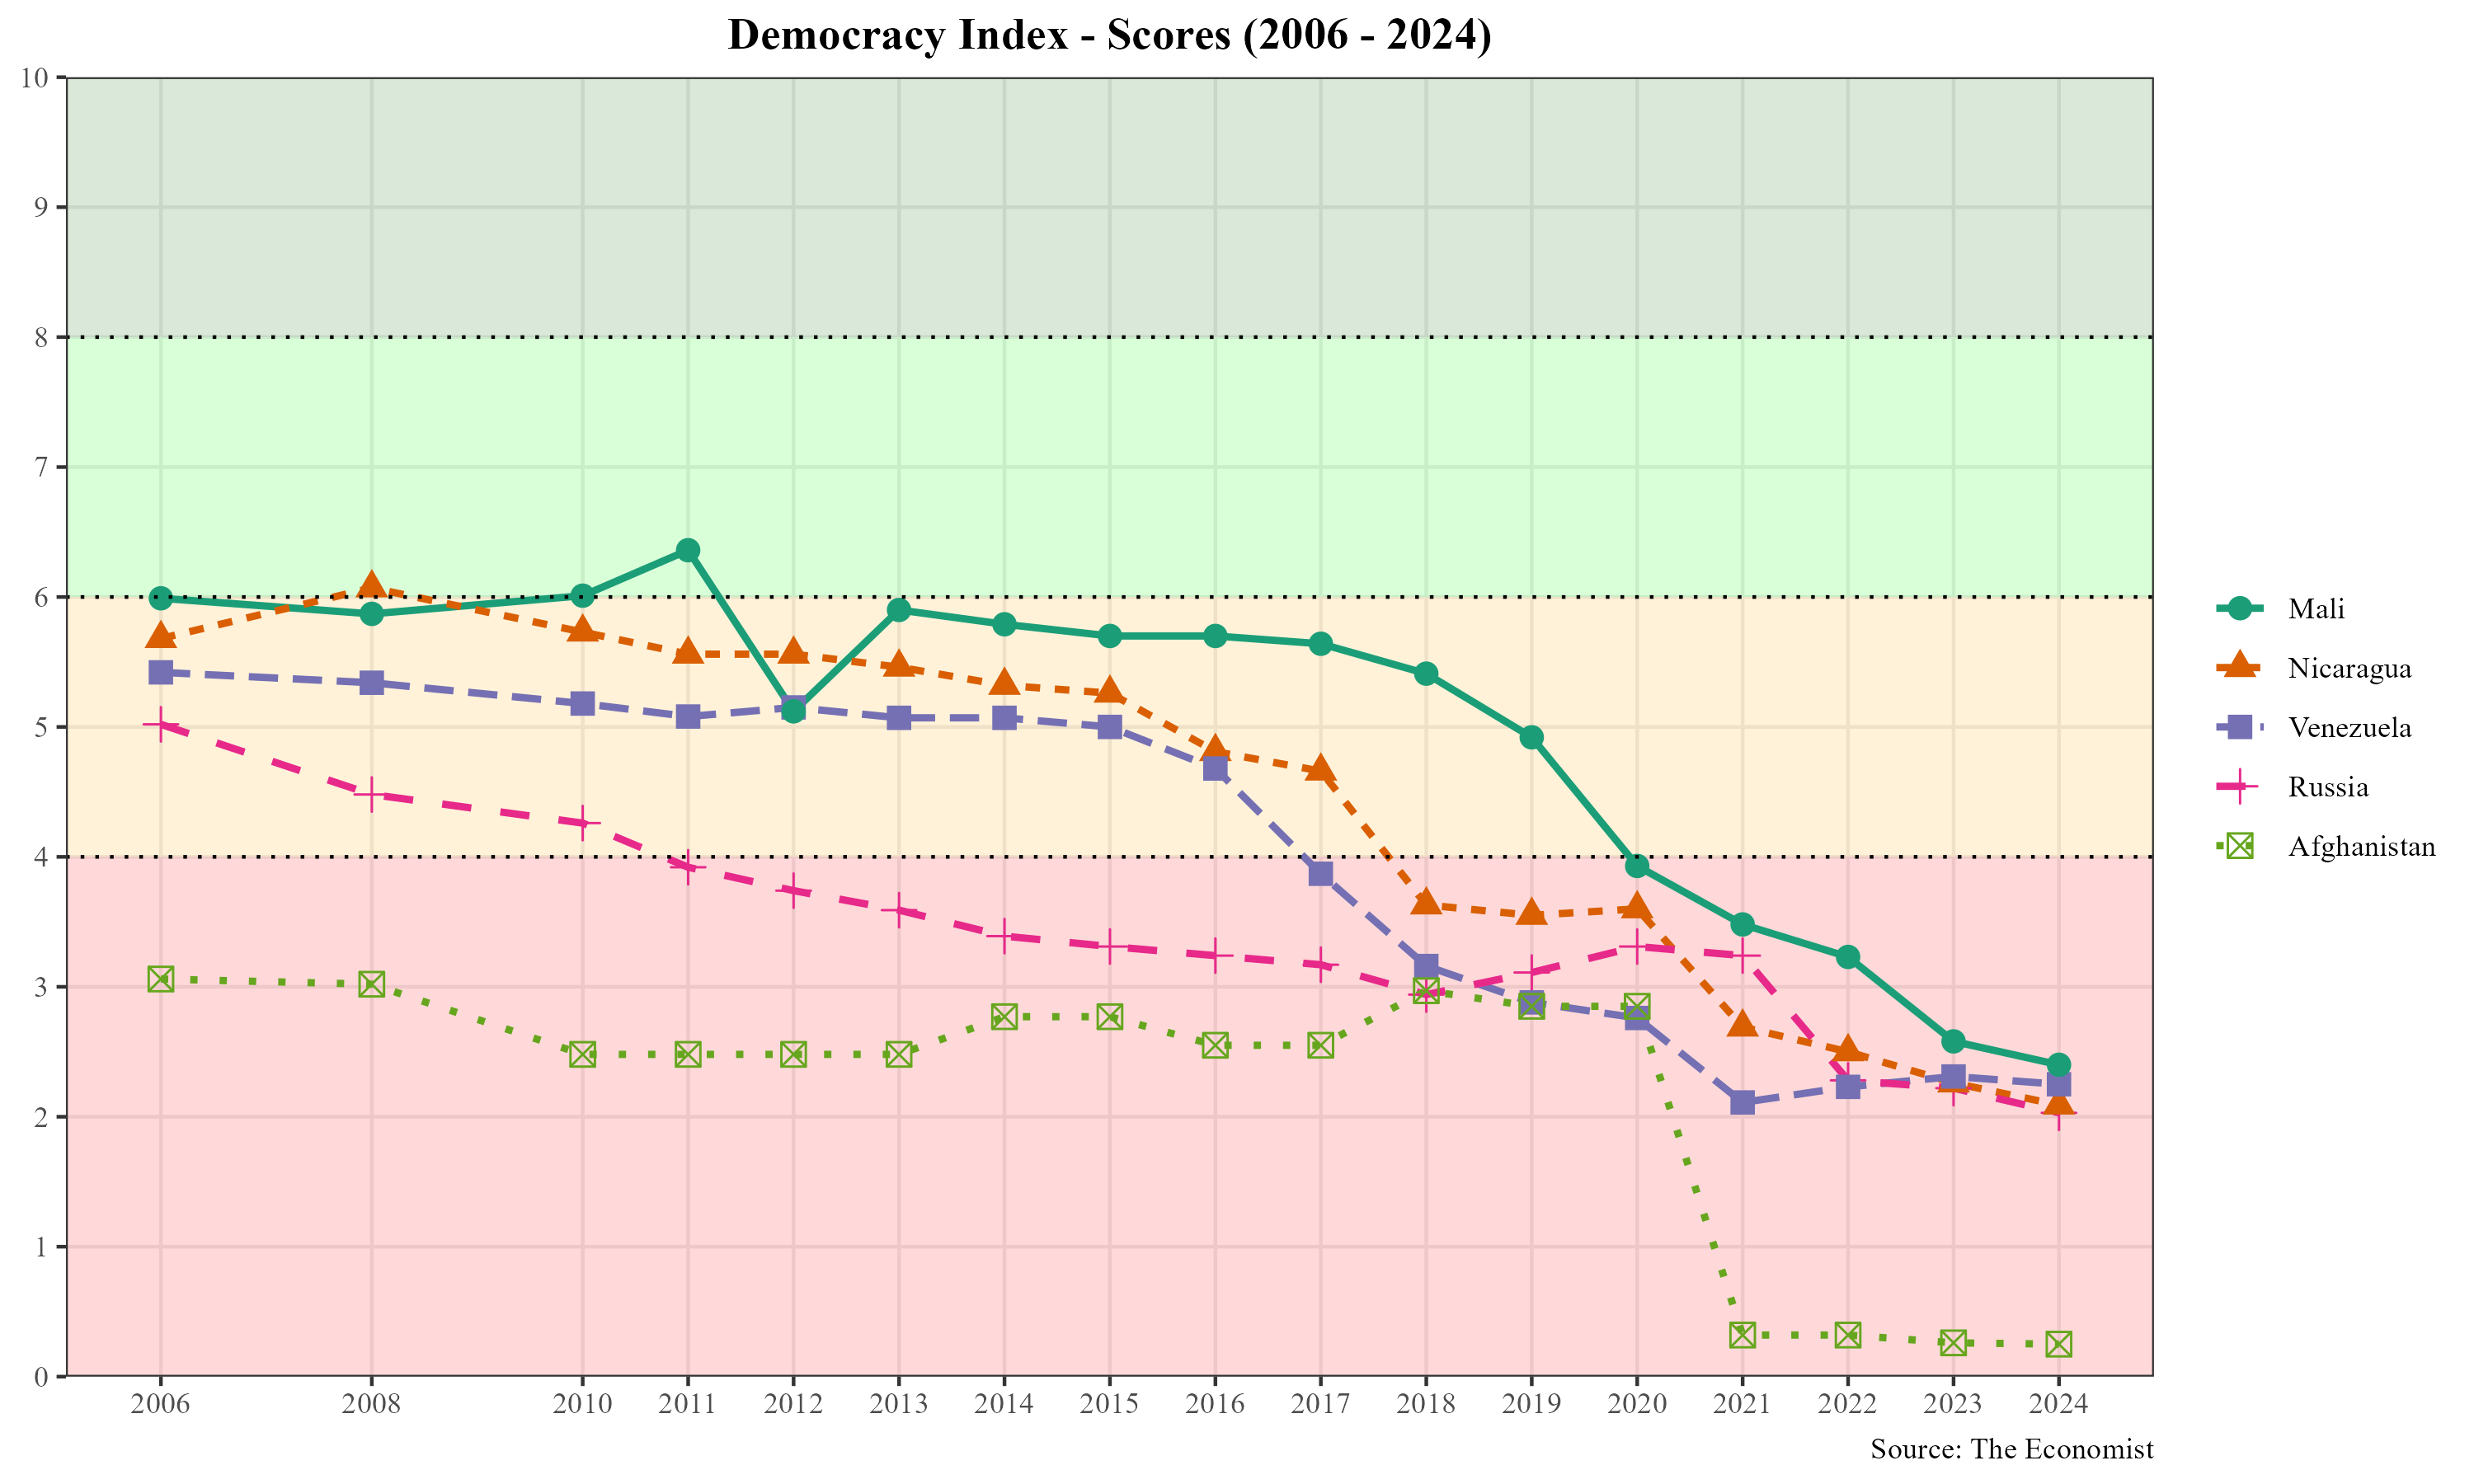 Democracy Index - Scores (2006 - 2024)
10
9
8
7
6
5
4
3
2
1
0
2006 2008 2010 2011 2012 2013 2014 2015 2016 2017 2018 2019 2020 2021 2022 2023 2024
Mali
Nicaragua
Venezuela
Russia
Afghanistan
Source: The Economist